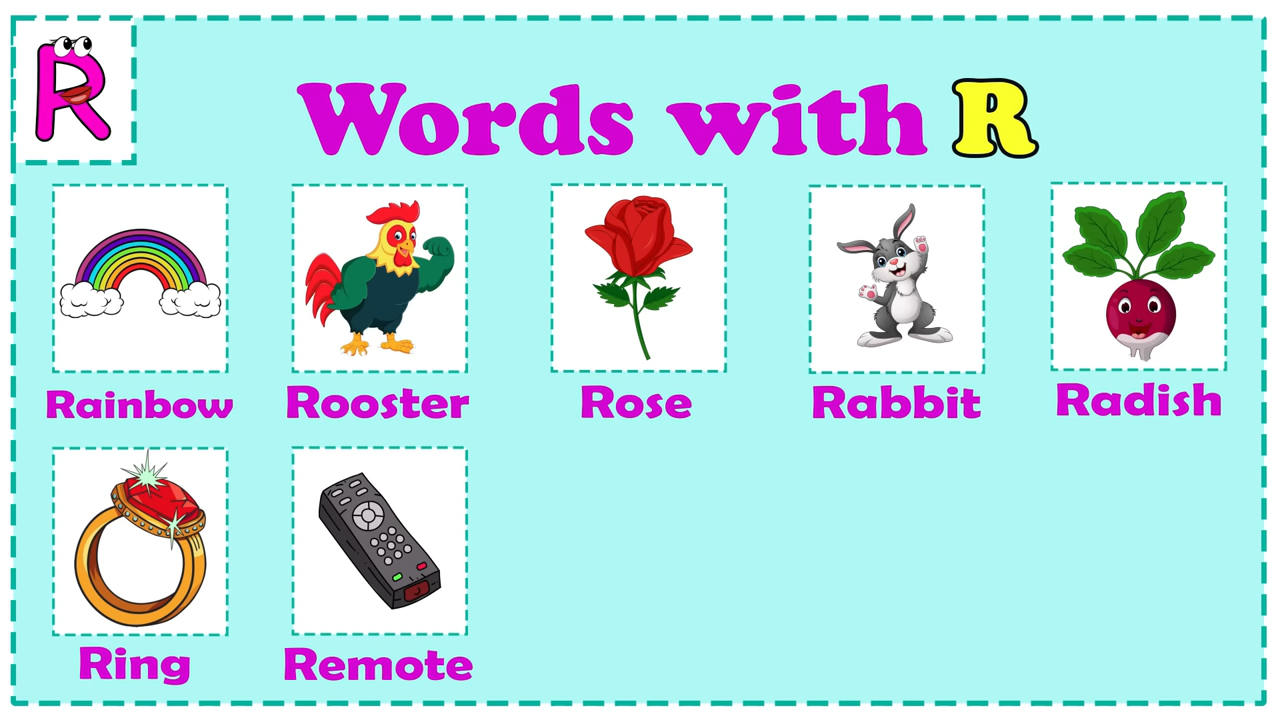 R
Words with R
Rainbow
Rooster
Rose
Rabbit
Radish
Ring
Remote